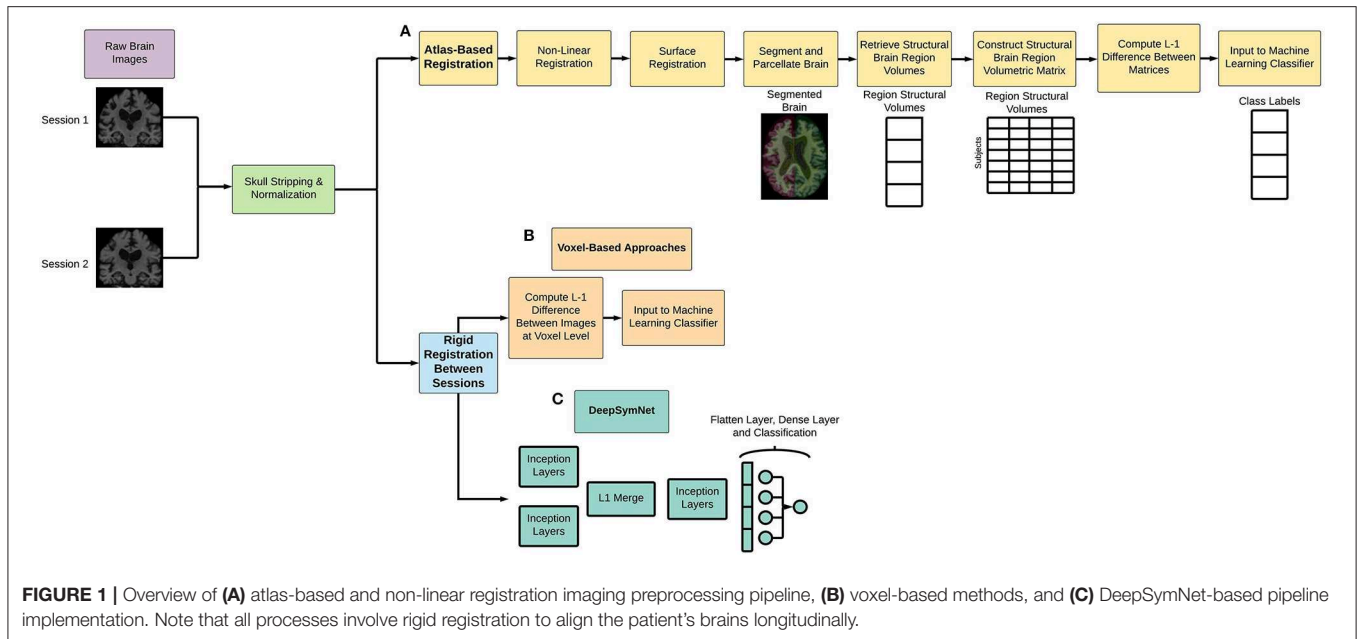 Raw Brain
Images
Session 1
Session 2
Skull Stripping &
Normalization
A
Atlas-Based
Registration
Non-Linear
Registration
Surface
Registration
Segment and
Parcellate Brain
Retrieve Structural
Brain Region
Volumes
Construct Structural
Brain Region
Volumetric Matrix
Compute L-1
Difference Between
Matrices
Input to Machine
Learning Classifier
Segmented
Brain
Region Structural
Volumes
Region Structural
Volumes
Subjects
Class Labels
B
Voxel-Based Approaches
Compute L-1
Difference
Between Images
at Voxel Level
Input to Machine
Learning Classifier
Rigid
Registration
Between
Sessions
C
DeepSymNet
Inception
Layers
Inception
Layers
L1 Merge
Inception
Layers
Flatten Layer, Dense Layer
and Classification
FIGURE 1 | Overview of (A) atlas-based and non-linear registration imaging preprocessing pipeline, (B) voxel-based methods, and (C) DeepSymNet-based pipeline
implementation. Note that all processes involve rigid registration to align the patient's brains longitudinally.